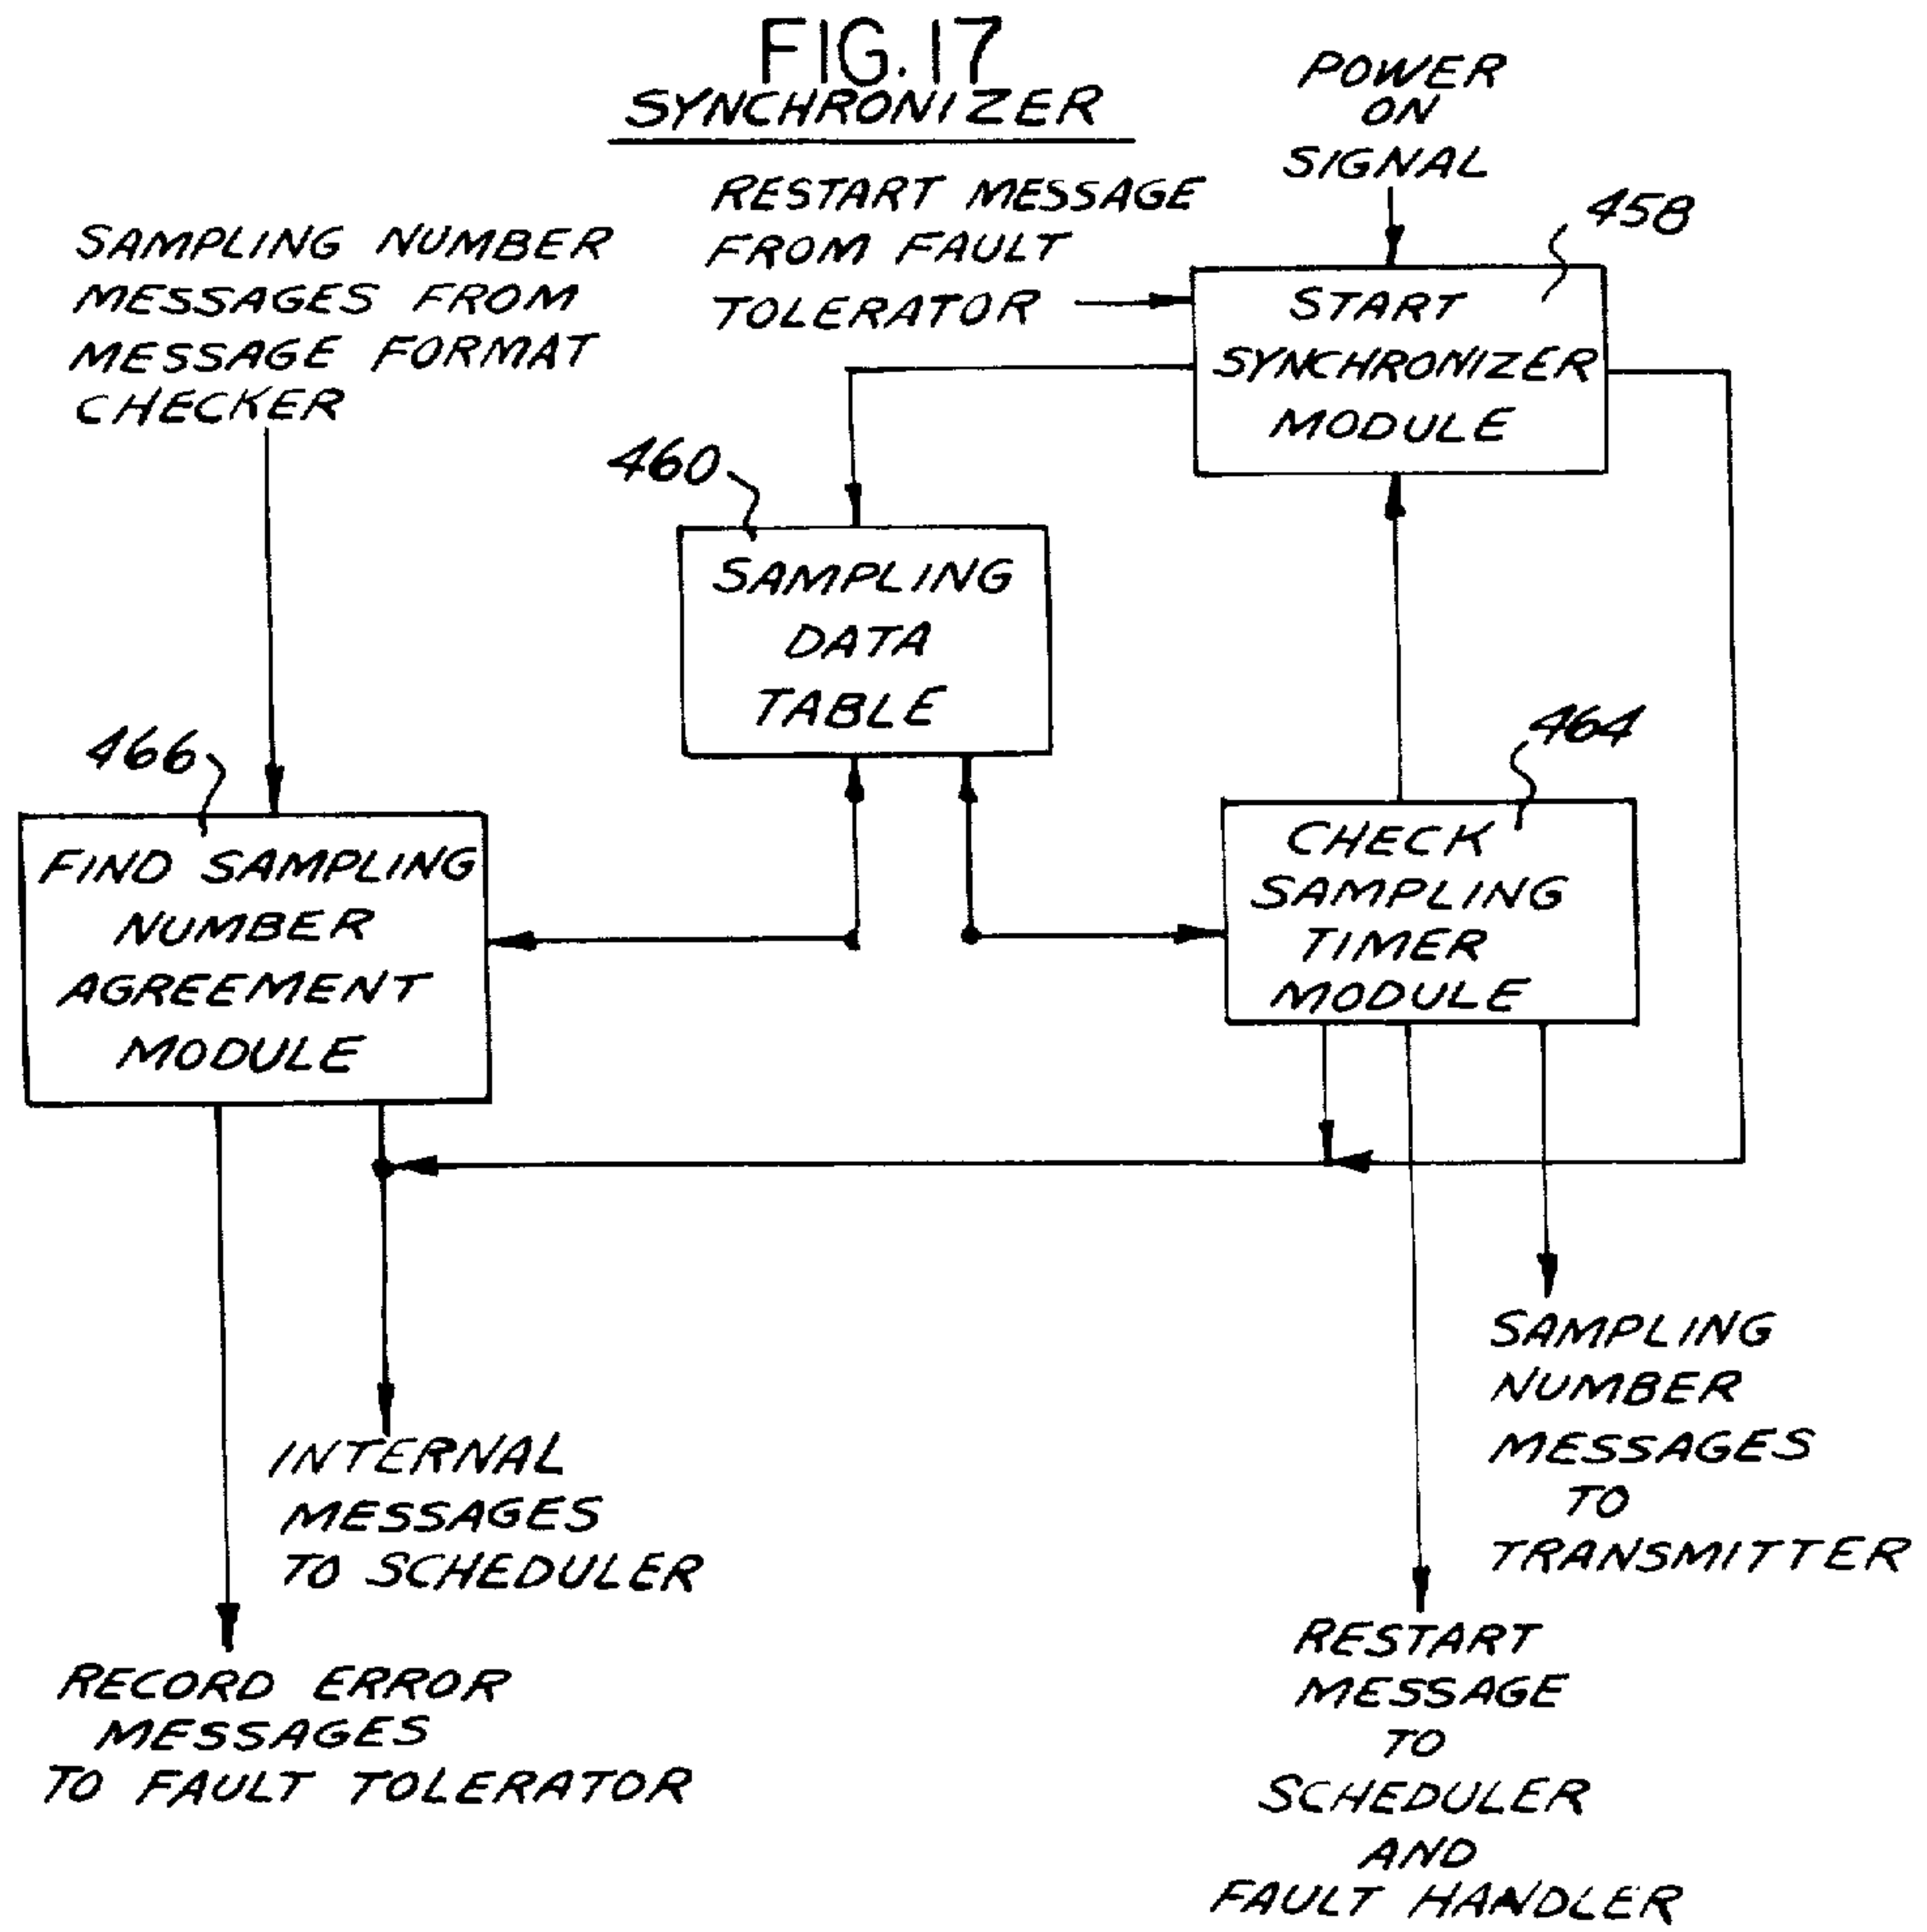 FIG.17
SYNCHRONIZER
POWER
ON
SIGNAL
RESTART MESSAGE
FROM FAULT
TOLERATOR
SAMPLING NUMBER
MESSAGES FROM
MESSAGE FORMAT
CHECKER
458
START
SYNCHRONIZER
MODULE
460
SAMPLING
DATA
TABLE
466
FIND SAMPLING
NUMBER
AGREEMENT
MODULE
464
CHECK
SAMPLING
TIMER
MODULE
SAMPLING
NUMBER
MESSAGES
TO
TRANSMITTER
INTERNAL
MESSAGES
TO SCHEDULER
RECORD ERROR
MESSAGES
TO FAULT TOLERATOR
RESTART
MESSAGE
TO
SCHEDULER
AND
FAULT HANDLER